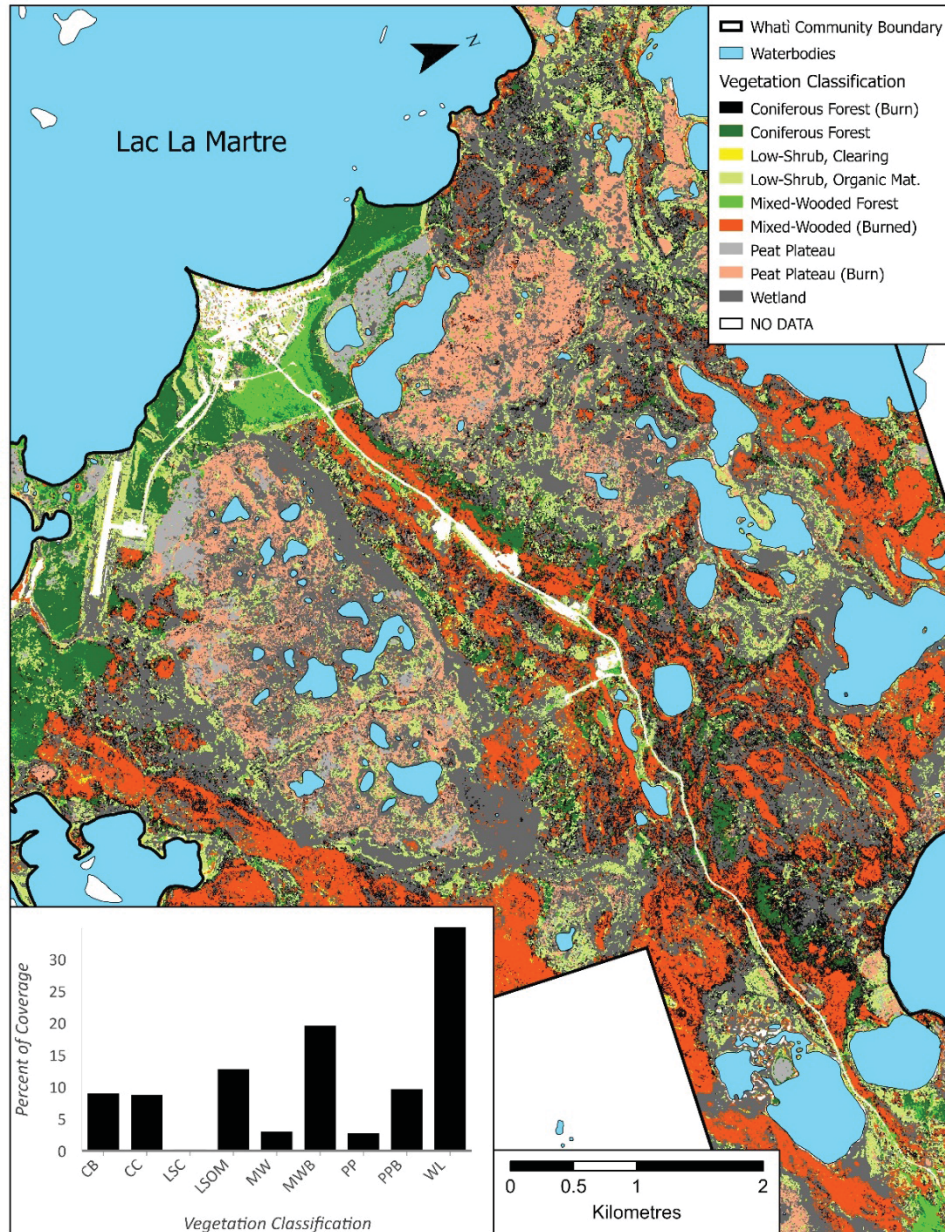 Lac La Martre
N
Whatì Community Boundary
Waterbodies
Vegetation Classification
Coniferous Forest (Burn)
Coniferous Forest
Low-Shrub, Clearing
Low-Shrub, Organic Mat.
Mixed-Wooded Forest
Mixed-Wooded (Burned)
Peat Plateau
Peat Plateau (Burn)
Wetland
NO DATA
Percent of Coverage
30
25
20
15
10
5
0
CB CC LSC LSOM MW MWB PP PPB WL
Vegetation Classification
0 0.5 1 2
Kilometres